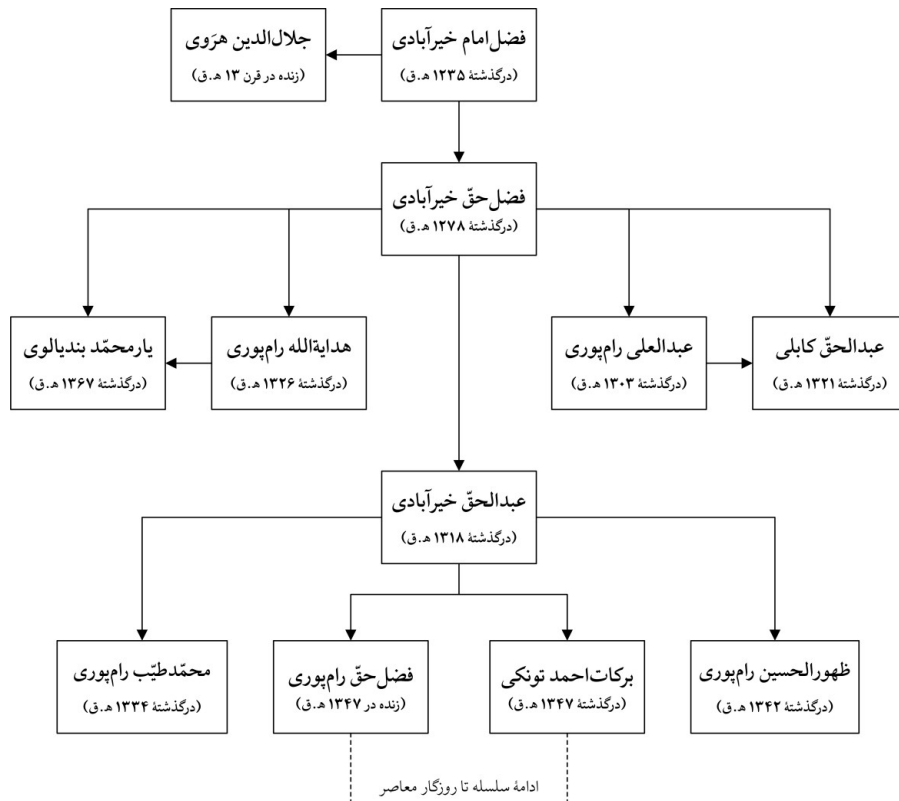 فضل‌امام خیرآبادی
(درگذشتهٔ ۱۲۳۵ ه‍.ق)
جلال‌الدین هرَوی
(زنده در قرن ۱۳ ه‍.ق)
فضل‌حقّ خیرآبادی
(درگذشتهٔ ۱۲۷۸ ه‍.ق)
عبدالحقّ کابلی
(درگذشتهٔ ۱۳۲۱ ه‍.ق)
عبدالعلی رام‌پوری
(درگذشتهٔ ۱۳۰۳ ه‍.ق)
هدایةالله رام‌پوری
(درگذشتهٔ ۱۳۲۶ ه‍.ق)
یارمحمّد بندیالوی
(درگذشتهٔ ۱۳۶۷ ه‍.ق)
عبدالحقّ خیرآبادی
(درگذشتهٔ ۱۳۱۸ ه‍.ق)
ظهورالحسین رام‌پوری
(درگذشتهٔ ۱۳۴۲ ه‍.ق)
برکات‌احمد تونکی
(درگذشتهٔ ۱۳۴۷ ه‍.ق)
فضل‌حقّ رام‌پوری
(زنده در ۱۳۴۷ ه‍.ق)
محمّدطیّب رام‌پوری
(درگذشتهٔ ۱۳۳۴ ه‍.ق)
ادامهٔ سلسله تا روزگار معاصر